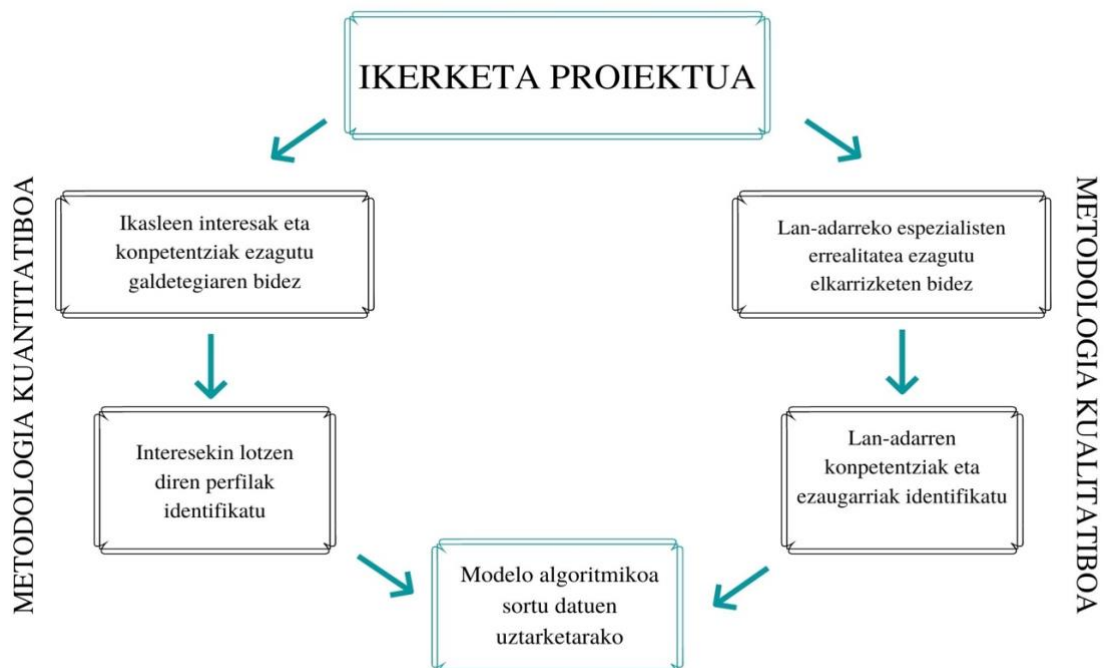 IKERKETA PROIEKTUA
METODOLOGIA KUANTITATIBOA
Ikasleen interesak eta
konpetentziak ezagutu
galdetegiaren bidez
Interesekin lotzen
diren perfilak
identifikatu
METODOLOGIA KUALITATIBOA
Lan-adarreko espezialisten
errealitatea ezagutu
elkarrizketen bidez
Lan-adarren
konpetentziak eta
ezaugarriak identifikatu
Modelo algoritmikoa
sortu datuen
uztarketarako